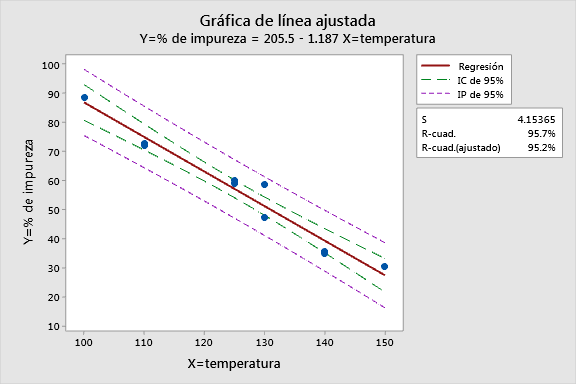 Gráfica de línea ajustada
Y=% de impureza = 205.5 - 1.187 X=temperatura
Regresión
IC de 95%
IP de 95%
S 4.15365
R-cuad. 95.7%
R-cuad.(ajustado) 95.2%
Y=% de impureza
100
90
80
70
60
50
40
30
20
10
100 110 120 130 140 150
X=temperatura